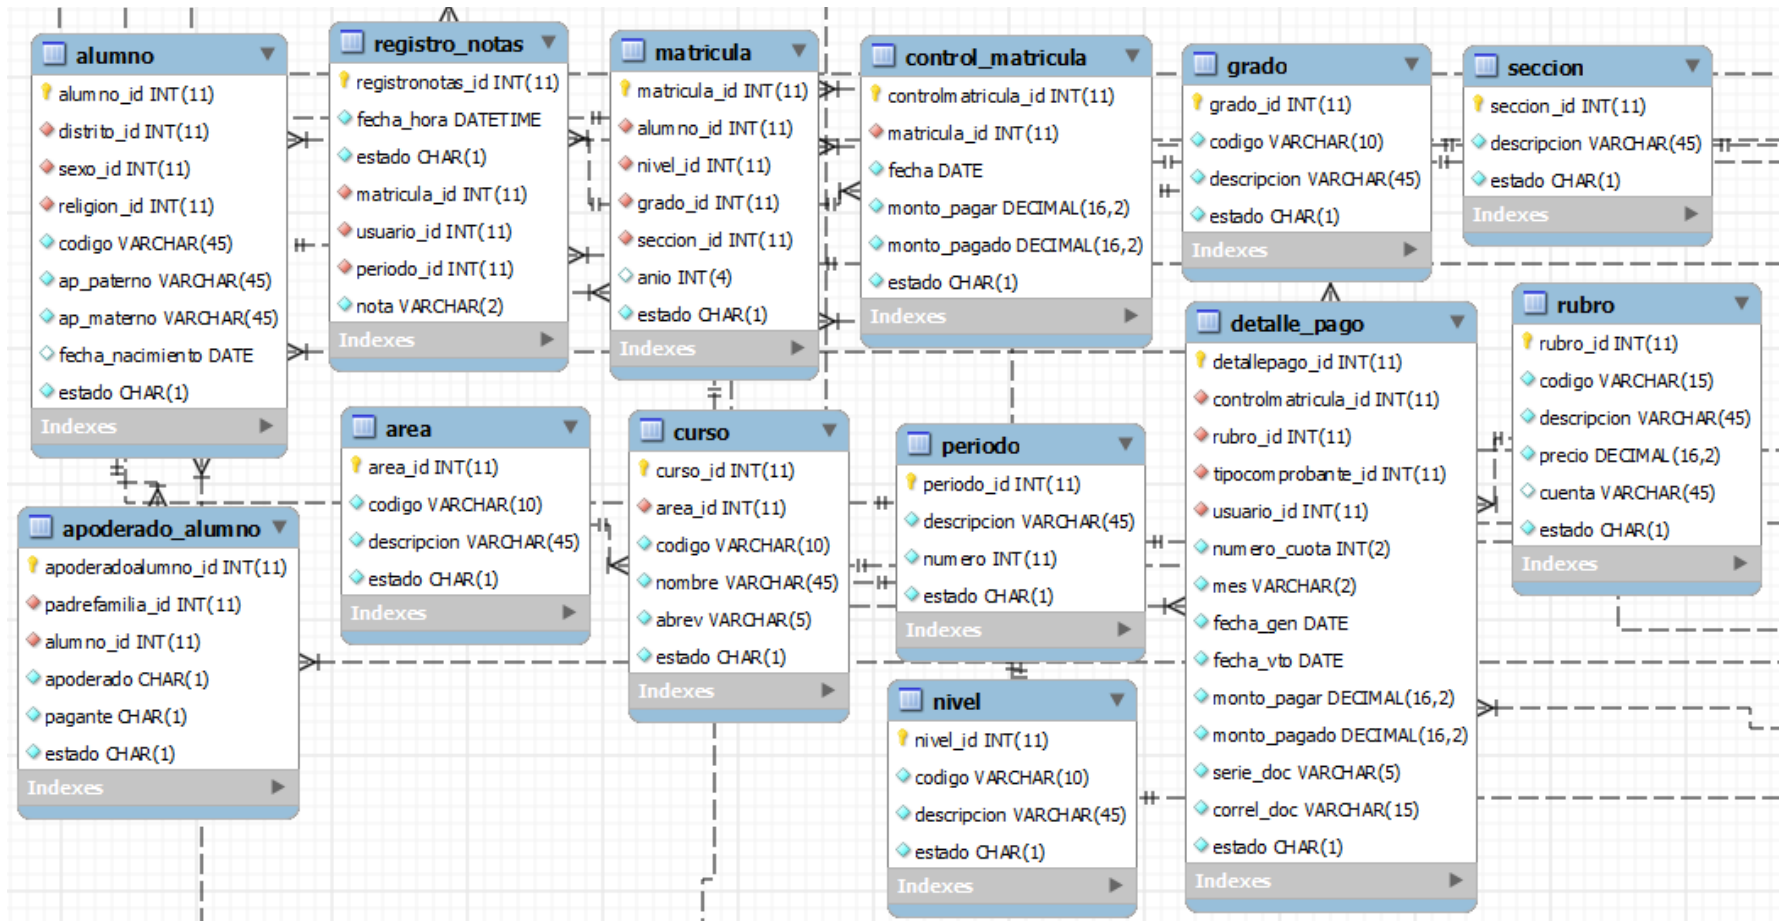 alumno
alumno_id INT(11)
distrito_id INT(11)
sexo_id INT(11)
religion_id INT(11)
codigo VARCHAR(45)
ap_paterno VARCHAR(45)
ap_materno VARCHAR(45)
fecha_nacimiento DATE
estado CHAR(1)
Indexes
registro_notas
registronotas_id INT(11)
fecha_hora DATETIME
estado CHAR(1)
matricula_id INT(11)
usuario_id INT(11)
periodo_id INT(11)
nota VARCHAR(2)
Indexes
matricula
matricula_id INT(11)
alumno_id INT(11)
nivel_id INT(11)
grado_id INT(11)
seccion_id INT(11)
anio INT(4)
estado CHAR(1)
Indexes
control_matricula
controlmatricula_id INT(11)
matricula_id INT(11)
fecha DATE
monto_pagar DECIMAL(16,2)
monto_pagado DECIMAL(16,2)
estado CHAR(1)
Indexes
grado
grado_id INT(11)
codigo VARCHAR(10)
descripcion VARCHAR(45)
estado CHAR(1)
Indexes
seccion
seccion_id INT(11)
descripcion VARCHAR(45)
estado CHAR(1)
Indexes
apoderado_alumno
apoderadoalumno_id INT(11)
padrefamilia_id INT(11)
alumno_id INT(11)
apoderado CHAR(1)
pagante CHAR(1)
estado CHAR(1)
Indexes
area
area_id INT(11)
codigo VARCHAR(10)
descripcion VARCHAR(45)
estado CHAR(1)
Indexes
curso
curso_id INT(11)
area_id INT(11)
codigo VARCHAR(10)
nombre VARCHAR(45)
abrev VARCHAR(5)
estado CHAR(1)
Indexes
periodo
periodo_id INT(11)
descripcion VARCHAR(45)
numero INT(11)
estado CHAR(1)
Indexes
nivel
nivel_id INT(11)
codigo VARCHAR(10)
descripcion VARCHAR(45)
estado CHAR(1)
Indexes
detalle_pago
detallepago_id INT(11)
controlmatricula_id INT(11)
rubro_id INT(11)
tipocomprobante_id INT(11)
usuario_id INT(11)
numero_cuota INT(2)
mes VARCHAR(2)
fecha_gen DATE
fecha_vto DATE
monto_pagar DECIMAL(16,2)
monto_pagado DECIMAL(16,2)
serie_doc VARCHAR(5)
correl_doc VARCHAR(15)
estado CHAR(1)
Indexes
rubro
rubro_id INT(11)
codigo VARCHAR(15)
descripcion VARCHAR(45)
precio DECIMAL(16,2)
cuenta VARCHAR(45)
estado CHAR(1)
Indexes